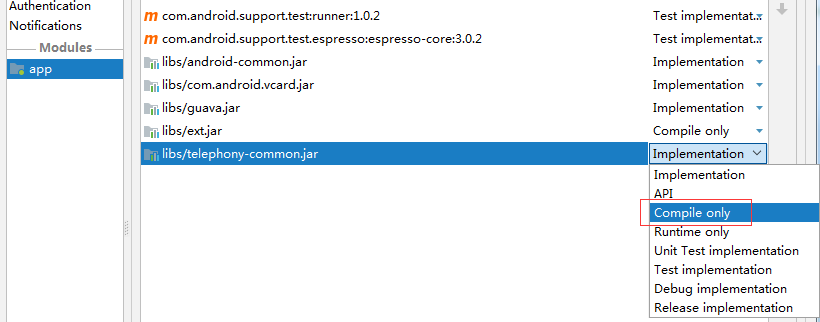 Authentication
Notifications
Modules
app
com.android.support.test:runner:1.0.2 Test implementat...
com.android.support.test.espresso:espresso-core:3.0.2 Test implementat...
libs/android-common.jar Implementation
libs/com.android.vcard.jar Implementation
libs/guava.jar Implementation
libs/ext.jar Compile only
libs/telephony-common.jar Implementation
Implementation
API
Compile only
Runtime only
Unit Test implementation
Test implementation
Debug implementation
Release implementation